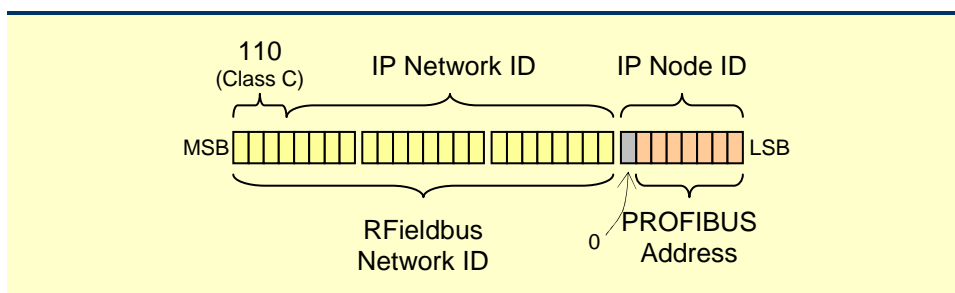 110
(Class C)
IP Network ID
IP Node ID
MSB
LSB
RFieldbus
Network ID
0
PROFIBUS
Address